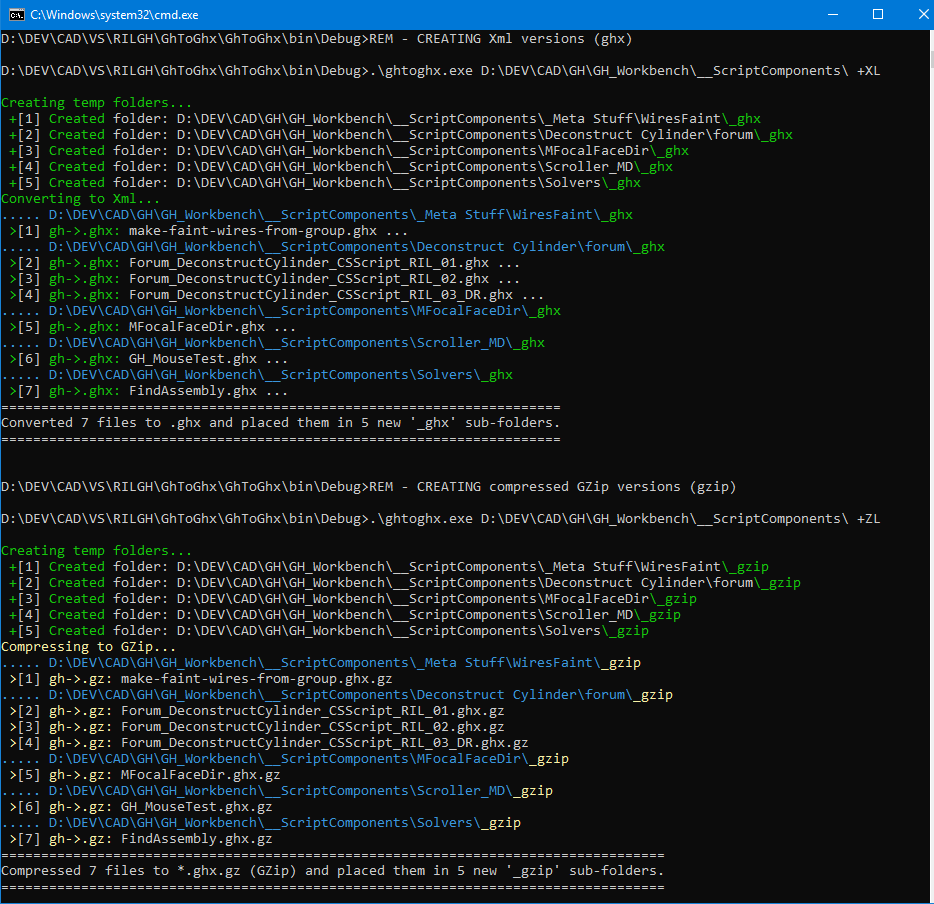 C:\Windows\system32\cmd.exe
D:\DEV\CAD\VS\RILGH\GhToGhx\GhToGhx\bin\Debug>REM - CREATING Xml versions (ghx)
D:\DEV\CAD\VS\RILGH\GhToGhx\GhToGhx\bin\Debug>.\ghtoghx.exe D:\DEV\CAD\GH\GH_Workbench\__ScriptComponents\ +XL
Creating temp folders...
+[1] Created folder: D:\DEV\CAD\GH\GH_Workbench\__ScriptComponents\_Meta Stuff\WiresFaint\_ghx
+[2] Created folder: D:\DEV\CAD\GH\GH_Workbench\__ScriptComponents\Deconstruct Cylinder\forum\_ghx
+[3] Created folder: D:\DEV\CAD\GH\GH_Workbench\__ScriptComponents\MFocalFaceDir\_ghx
+[4] Created folder: D:\DEV\CAD\GH\GH_Workbench\__ScriptComponents\Scroller_MD\_ghx
+[5] Created folder: D:\DEV\CAD\GH\GH_Workbench\__ScriptComponents\Solvers\_ghx
Converting to Xml...
..... D:\DEV\CAD\GH\GH_Workbench\__ScriptComponents\_Meta Stuff\WiresFaint\_ghx
>[1] gh->.ghx: make-faint-wires-from-group.ghx ...
..... D:\DEV\CAD\GH\GH_Workbench\__ScriptComponents\Deconstruct Cylinder\forum\_ghx
>[2] gh->.ghx: Forum_DeconstructCylinder_CSScript_RIL_01.ghx ...
>[3] gh->.ghx: Forum_DeconstructCylinder_CSScript_RIL_02.ghx ...
>[4] gh->.ghx: Forum_DeconstructCylinder_CSScript_RIL_03_DR.ghx ...
..... D:\DEV\CAD\GH\GH_Workbench\__ScriptComponents\MFocalFaceDir\_ghx
>[5] gh->.ghx: MFocalFaceDir.ghx ...
..... D:\DEV\CAD\GH\GH_Workbench\__ScriptComponents\Scroller_MD\_ghx
>[6] gh->.ghx: GH_MouseTest.ghx ...
..... D:\DEV\CAD\GH\GH_Workbench\__ScriptComponents\Solvers\_ghx
>[7] gh->.ghx: FindAssembly.ghx ...
======================================================================
Converted 7 files to .ghx and placed them in 5 new '_ghx' sub-folders.
======================================================================
D:\DEV\CAD\VS\RILGH\GhToGhx\GhToGhx\bin\Debug>REM - CREATING compressed GZip versions (gzip)
D:\DEV\CAD\VS\RILGH\GhToGhx\GhToGhx\bin\Debug>.\ghtoghx.exe D:\DEV\CAD\GH\GH_Workbench\__ScriptComponents\ +ZL
Creating temp folders...
+[1] Created folder: D:\DEV\CAD\GH\GH_Workbench\__ScriptComponents\_Meta Stuff\WiresFaint\_gzip
+[2] Created folder: D:\DEV\CAD\GH\GH_Workbench\__ScriptComponents\Deconstruct Cylinder\forum\_gzip
+[3] Created folder: D:\DEV\CAD\GH\GH_Workbench\__ScriptComponents\MFocalFaceDir\_gzip
+[4] Created folder: D:\DEV\CAD\GH\GH_Workbench\__ScriptComponents\Scroller_MD\_gzip
+[5] Created folder: D:\DEV\CAD\GH\GH_Workbench\__ScriptComponents\Solvers\_gzip
Compressing to GZip...
..... D:\DEV\CAD\GH\GH_Workbench\__ScriptComponents\_Meta Stuff\WiresFaint\_gzip
>[1] gh->.gz: make-faint-wires-from-group.ghx.gz
..... D:\DEV\CAD\GH\GH_Workbench\__ScriptComponents\Deconstruct Cylinder\forum\_gzip
>[2] gh->.gz: Forum_DeconstructCylinder_CSScript_RIL_01.ghx.gz
>[3] gh->.gz: Forum_DeconstructCylinder_CSScript_RIL_02.ghx.gz
>[4] gh->.gz: Forum_DeconstructCylinder_CSScript_RIL_03_DR.ghx.gz
..... D:\DEV\CAD\GH\GH_Workbench\__ScriptComponents\MFocalFaceDir\_gzip
>[5] gh->.gz: MFocalFaceDir.ghx.gz
..... D:\DEV\CAD\GH\GH_Workbench\__ScriptComponents\Scroller_MD\_gzip
>[6] gh->.gz: GH_MouseTest.ghx.gz
..... D:\DEV\CAD\GH\GH_Workbench\__ScriptComponents\Solvers\_gzip
>[7] gh->.gz: FindAssembly.ghx.gz
===================================================================================
Compressed 7 files to *.ghx.gz (GZip) and placed them in 5 new '_gzip' sub-folders.
===================================================================================